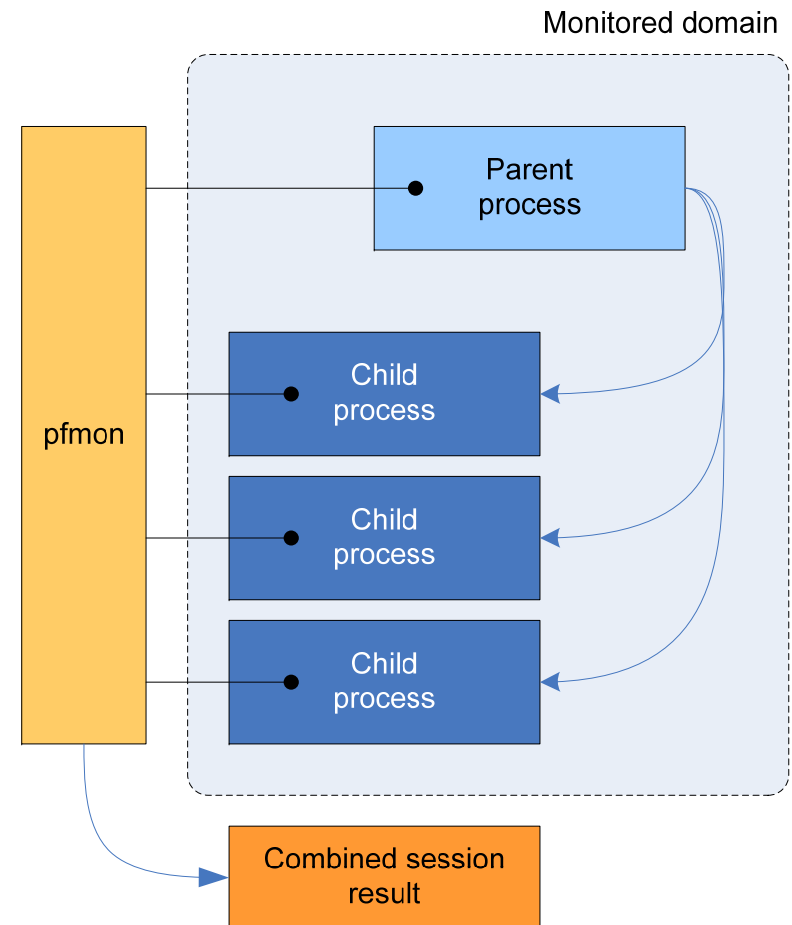 Monitored domain
Parent
process
pfmon
Child
process
Child
process
Child
process
Combined session
result